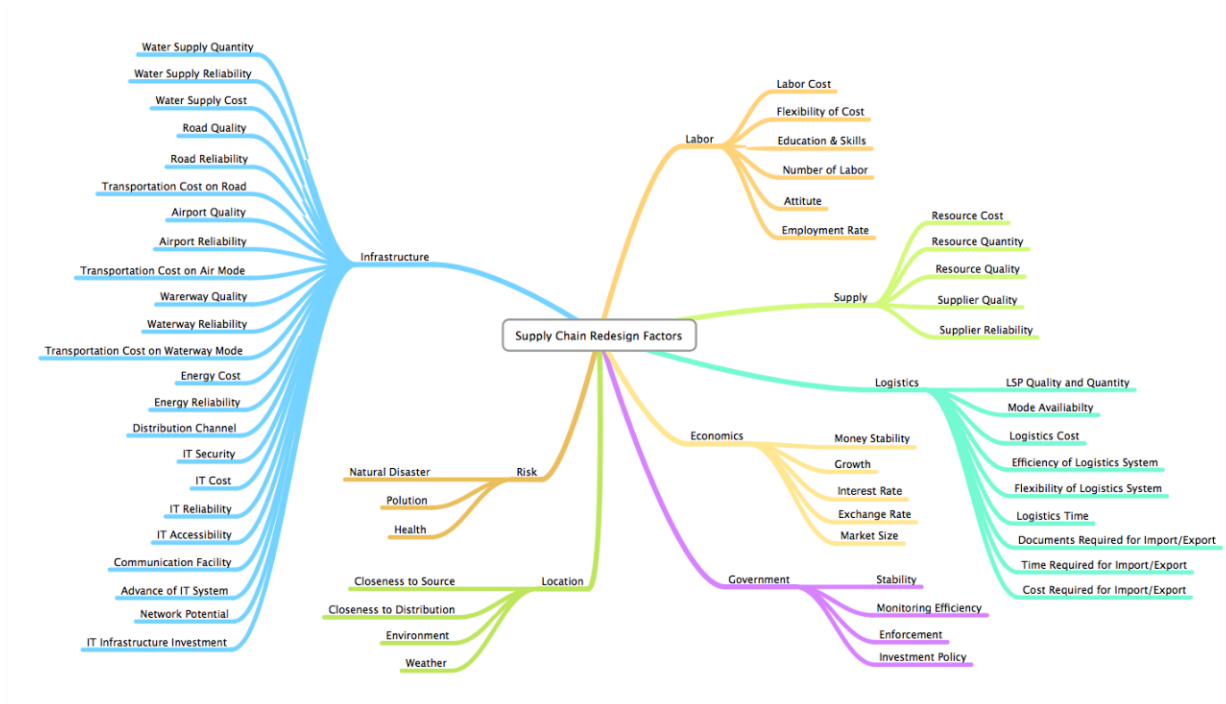 Supply Chain Redesign Factors
Infrastructure
Water Supply Quantity
Water Supply Reliability
Water Supply Cost
Road Quality
Road Reliability
Transportation Cost on Road
Airport Quality
Airport Reliability
Transportation Cost on Air Mode
Warerway Quality
Waterway Reliability
Transportation Cost on Waterway Mode
Energy Cost
Energy Reliability
Distribution Channel
IT Security
IT Cost
IT Reliability
IT Accessibility
Communication Facility
Advance of IT System
Network Potential
IT Infrastructure Investment
Risk
Natural Disaster
Polution
Health
Location
Closeness to Source
Closeness to Distribution
Environment
Weather
Labor
Labor Cost
Flexibility of Cost
Education & Skills
Number of Labor
Attitute
Employment Rate
Supply
Resource Cost
Resource Quantity
Resource Quality
Supplier Quality
Supplier Reliability
Logistics
LSP Quality and Quantity
Mode Availiabilty
Logistics Cost
Efficiency of Logistics System
Flexibility of Logistics System
Logistics Time
Documents Required for Import/Export
Time Required for Import/Export
Cost Required for Import/Export
Economics
Money Stability
Growth
Interest Rate
Exchange Rate
Market Size
Government
Stability
Monitoring Efficiency
Enforcement
Investment Policy